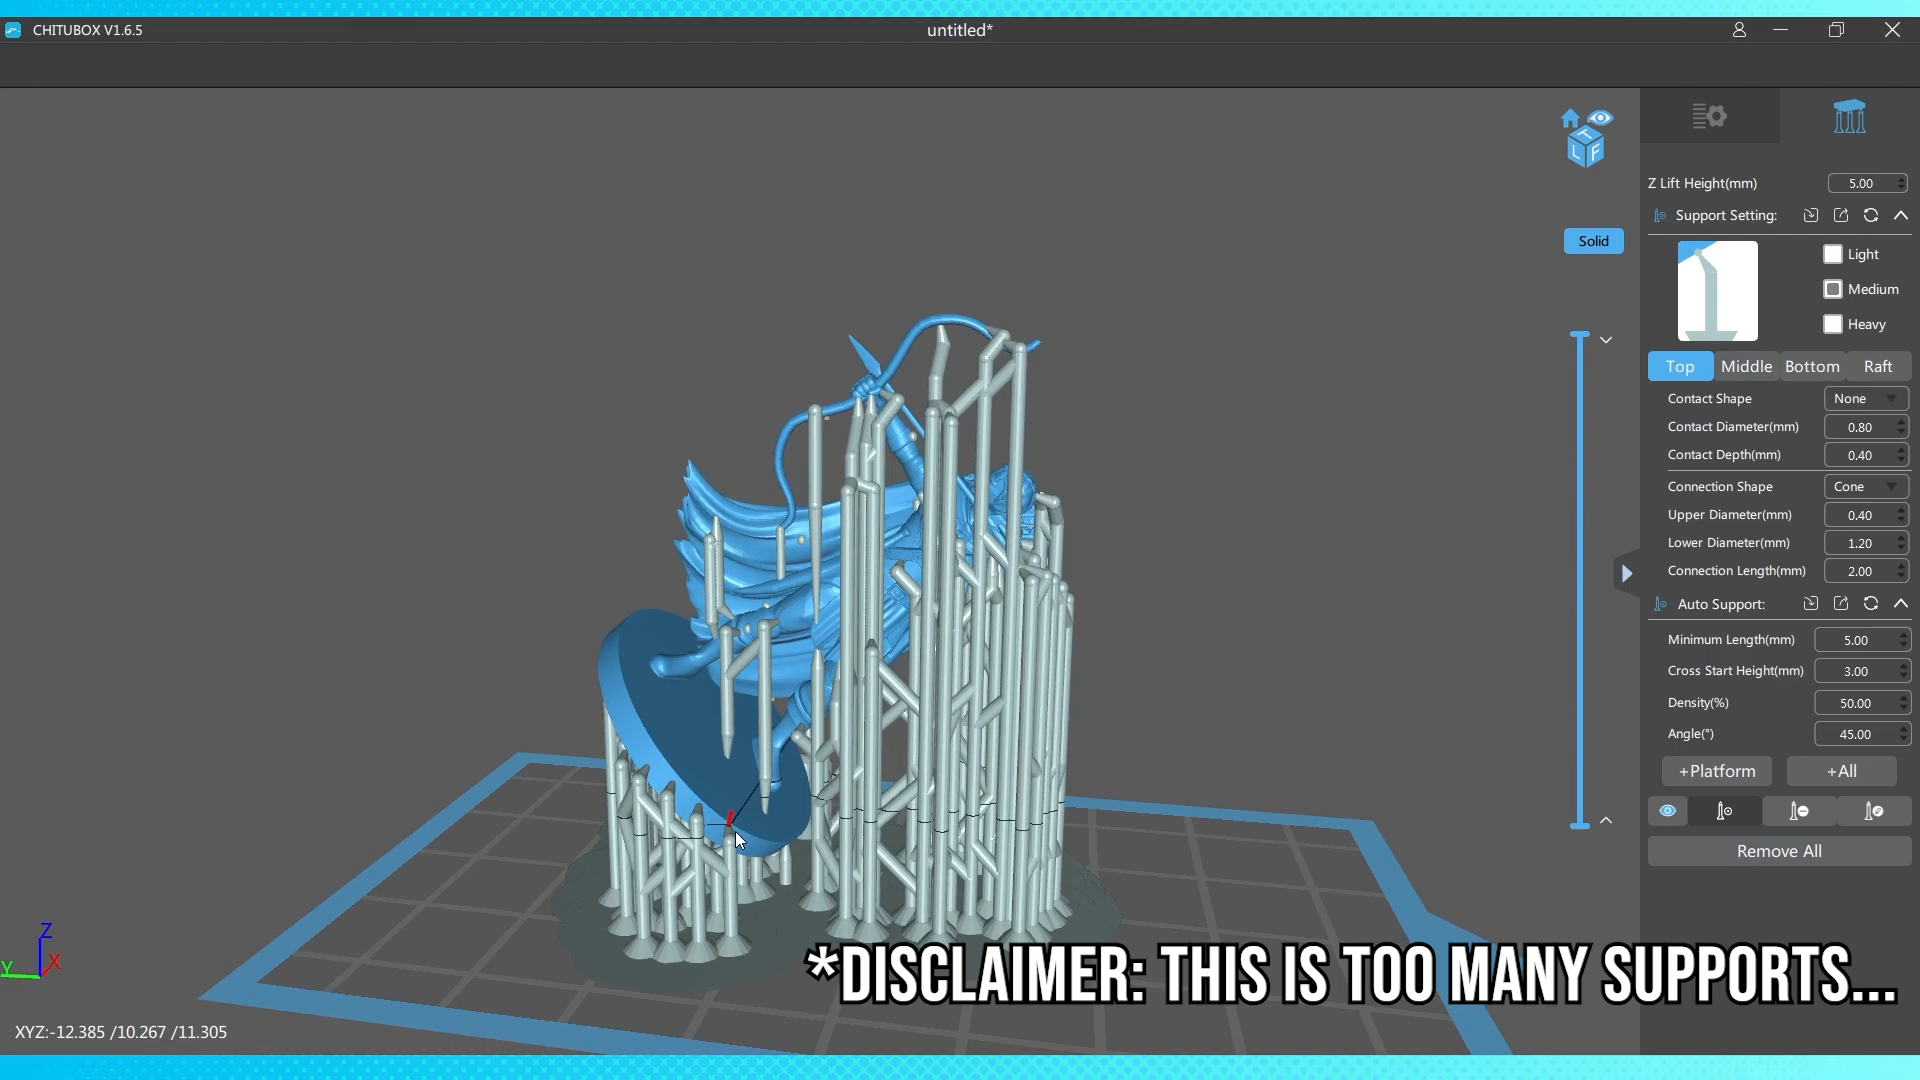 CHITUBOX V1.6.5
untitled*
Z Lift Height(mm) 5.00
Support Setting:
Light
Medium
Heavy
Top Middle Bottom Raft
Contact Shape None
Contact Diameter(mm) 0.80
Contact Depth(mm) 0.40
Connection Shape Cone
Upper Diameter(mm) 0.40
Lower Diameter(mm) 1.20
Connection Length(mm) 2.00
Auto Support:
Minimum Length(mm) 5.00
Cross Start Height(mm) 3.00
Density(%) 50.00
Angle(°) 45.00
+Platform +All
Remove All
Solid
T
L F
Z
Y X
*DISCLAIMER: THIS IS TOO MANY SUPPORTS...
XYZ:-12.385 /10.267 /11.305